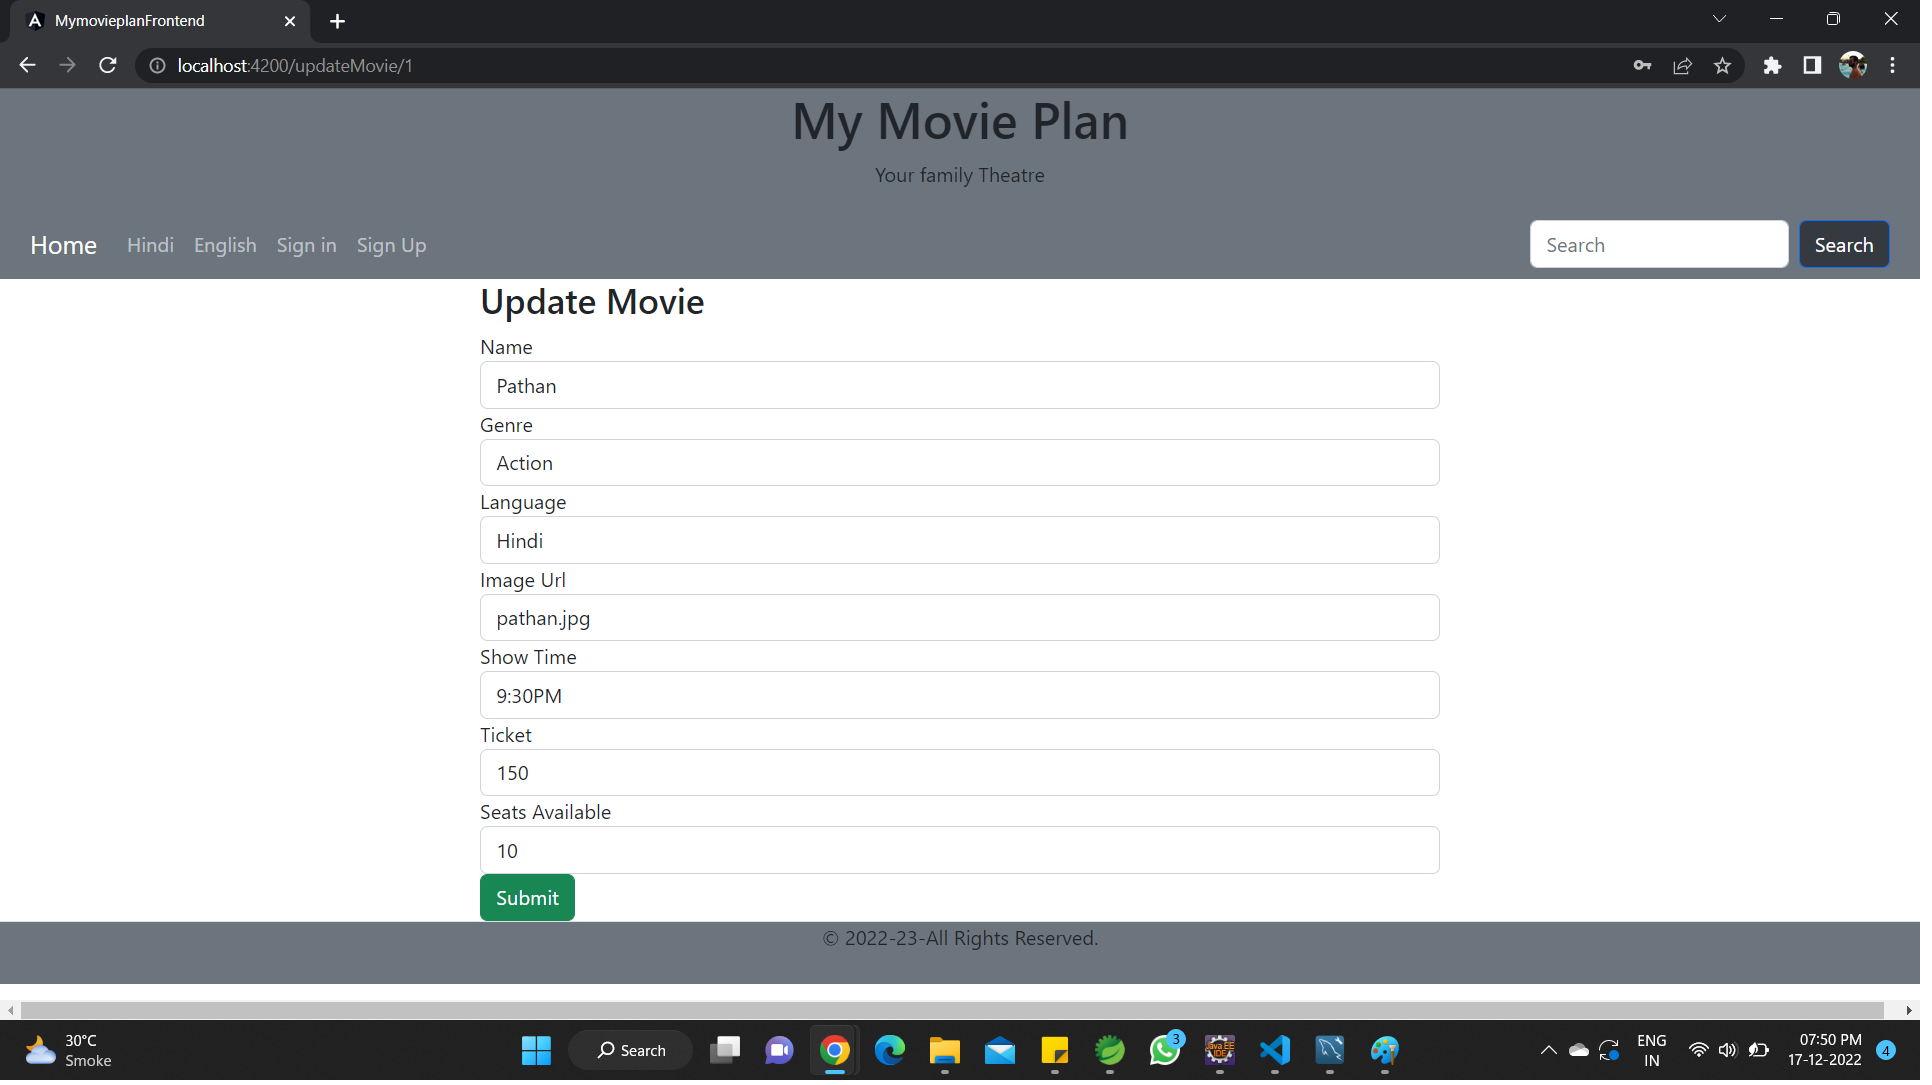 MymovieplanFrontend
localhost:4200/updateMovie/1
My Movie Plan
Your family Theatre
Home Hindi English Sign in Sign Up Search Search
Update Movie
Name
Pathan
Genre
Action
Language
Hindi
Image Url
pathan.jpg
Show Time
9:30PM
Ticket
150
Seats Available
10
Submit
© 2022-23-All Rights Reserved.
30°C
Smoke
Search
3
Java EE
IDE
ENG
IN
07:50 PM
17-12-2022
4